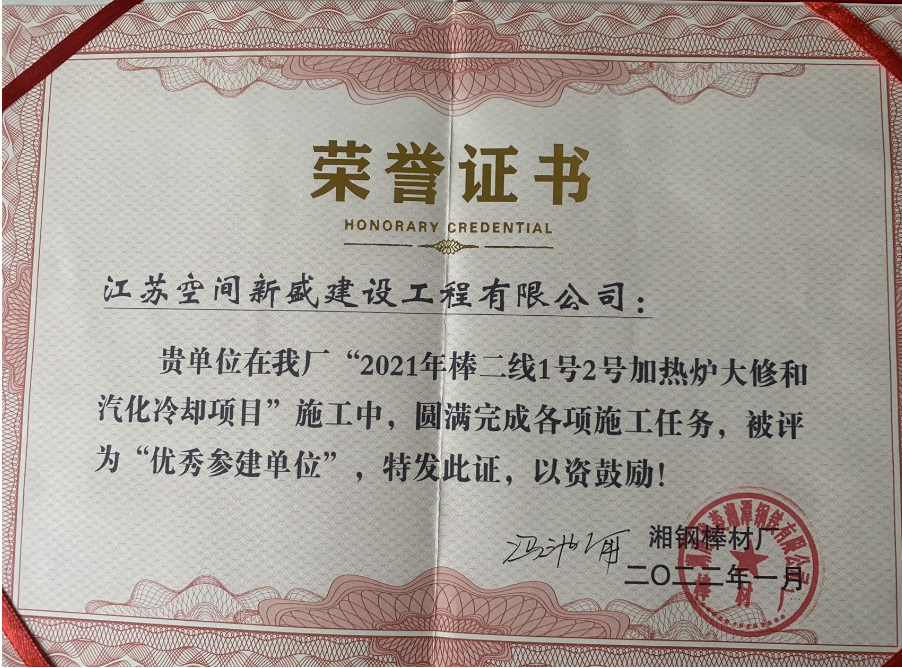 荣誉证书
HONORARY CREDENTIAL
江苏空间新盛建设工程有限公司：
贵单位在我厂“2021年棒二线1号2号加热炉大修和
汽化冷却项目”施工中，圆满完成各项施工任务，被评
为“优秀参建单位”，特发此证，以资鼓励！
湘钢棒材厂
二〇二二年一月